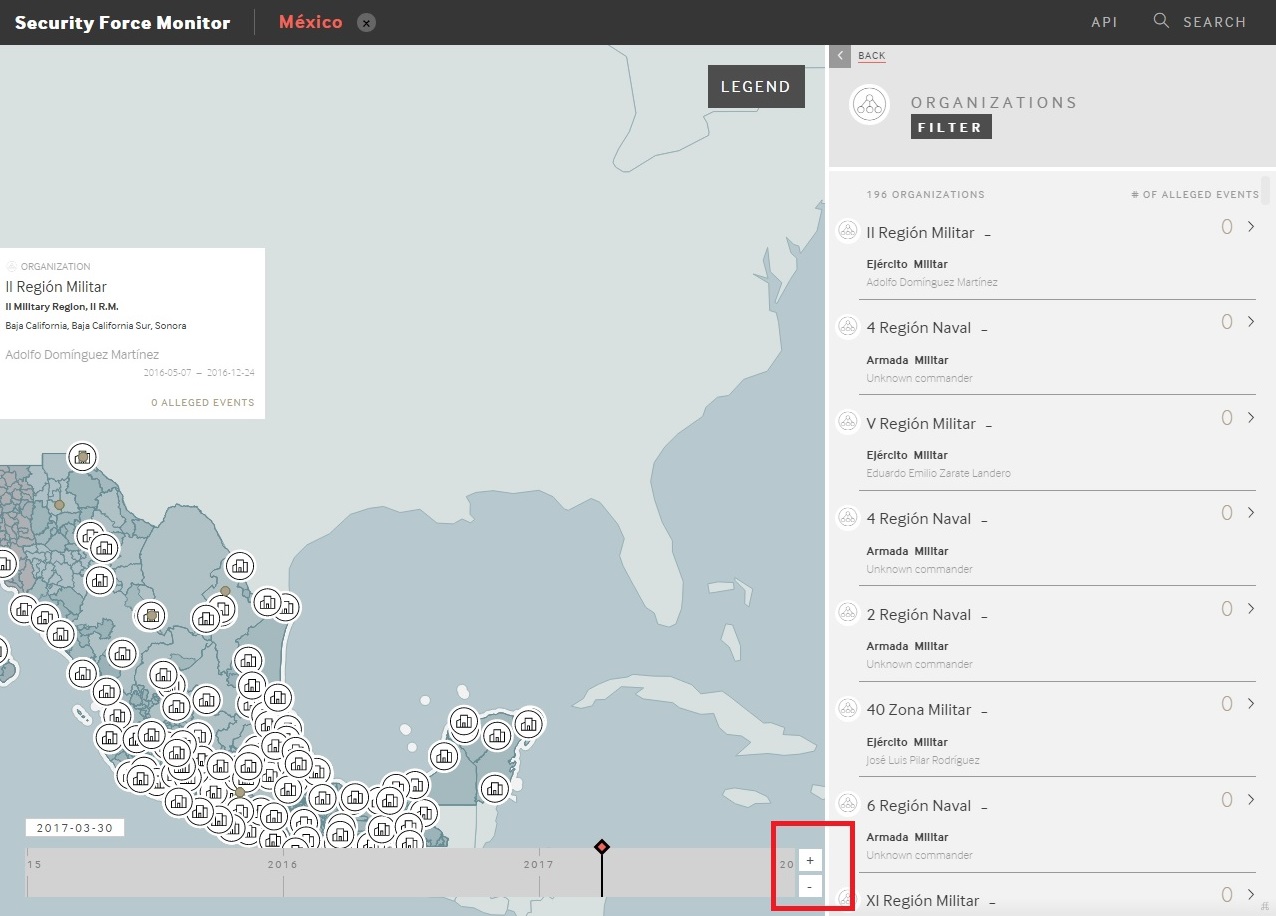 Security Force Monitor
México
×
API
SEARCH
LEGEND
ORGANIZATION
II Región Militar
II Military Region, II R.M.
Baja California, Baja California Sur, Sonora
Adolfo Domínguez Martínez
2016-05-07 – 2016-12-24
0 ALLEGED EVENTS
2017-03-30
15
2016
2017
20
+
-
BACK
ORGANIZATIONS
FILTER
196 ORGANIZATIONS
# OF ALLEGED EVENTS
II Región Militar –
0
Ejército Militar
Adolfo Domínguez Martínez
4 Región Naval –
0
Armada Militar
Unknown commander
V Región Militar –
0
Ejército Militar
Eduardo Emilio Zarate Landero
4 Región Naval –
0
Armada Militar
Unknown commander
2 Región Naval –
0
Armada Militar
Unknown commander
40 Zona Militar –
0
Ejército Militar
José Luis Pilar Rodríguez
6 Región Naval –
0
Armada Militar
Unknown commander
XI Región Militar –
0